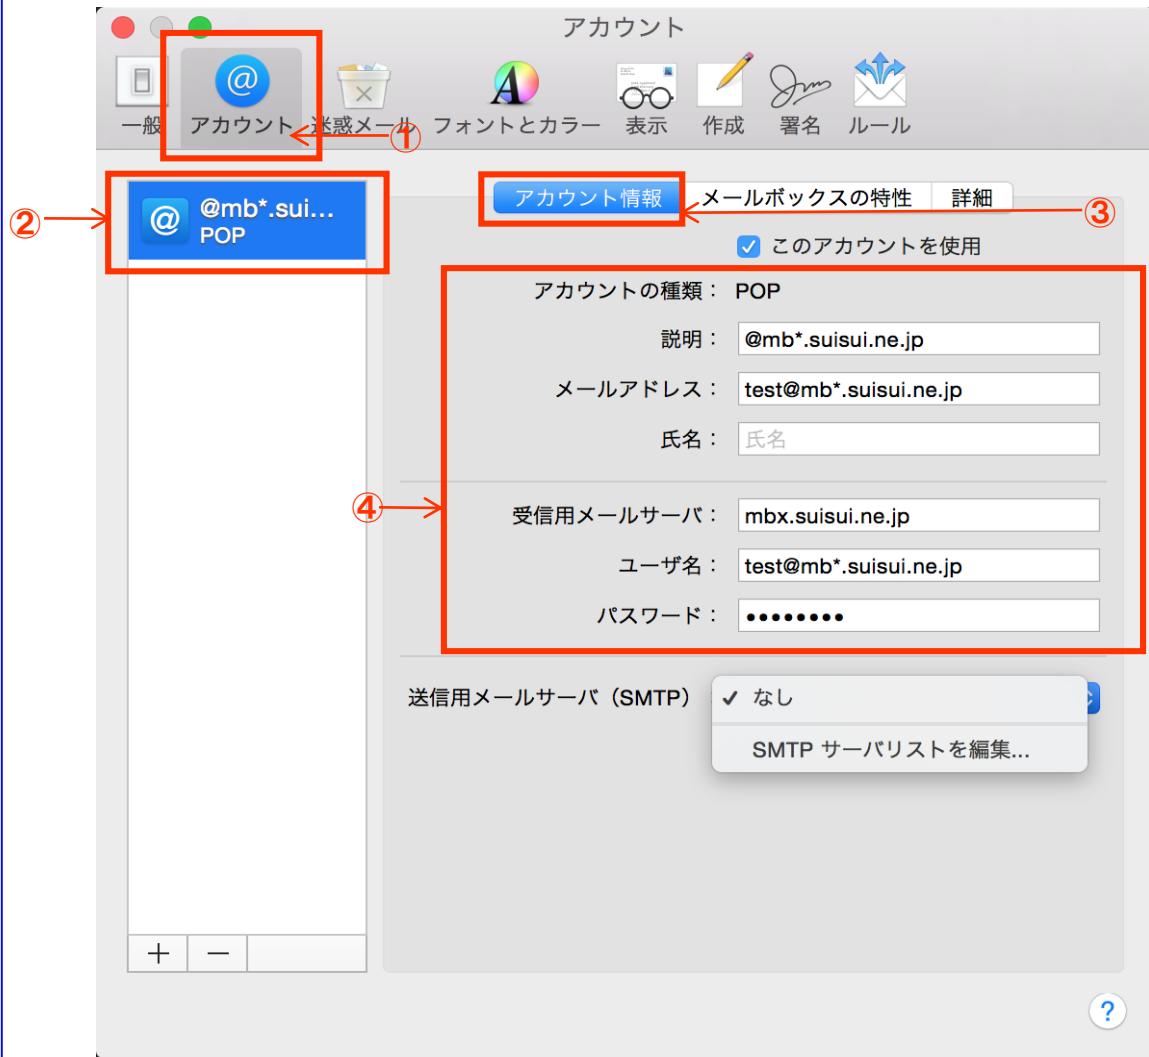 アカウント
一般 アカウント 迷惑メール フォントとカラー 表示 作成 署名 ルール
①
②
@mb*.sui...
POP
アカウント情報 メールボックスの特性 詳細
③
このアカウントを使用
アカウントの種類： POP
説明： @mb*.suisui.ne.jp
メールアドレス： test@mb*.suisui.ne.jp
氏名： 氏名
④
受信用メールサーバ： mbx.suisui.ne.jp
ユーザ名： test@mb*.suisui.ne.jp
パスワード： ••••••••
送信用メールサーバ（SMTP） ✓ なし
SMTP サーバリストを編集...
+ −
?